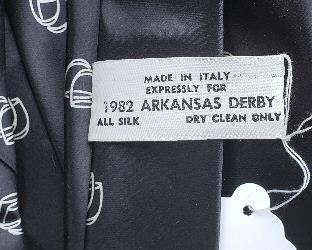 MADE IN ITALY
EXPRESSLY FOR
1982 ARKANSAS DERBY
ALL SILK DRY CLEAN ONLY